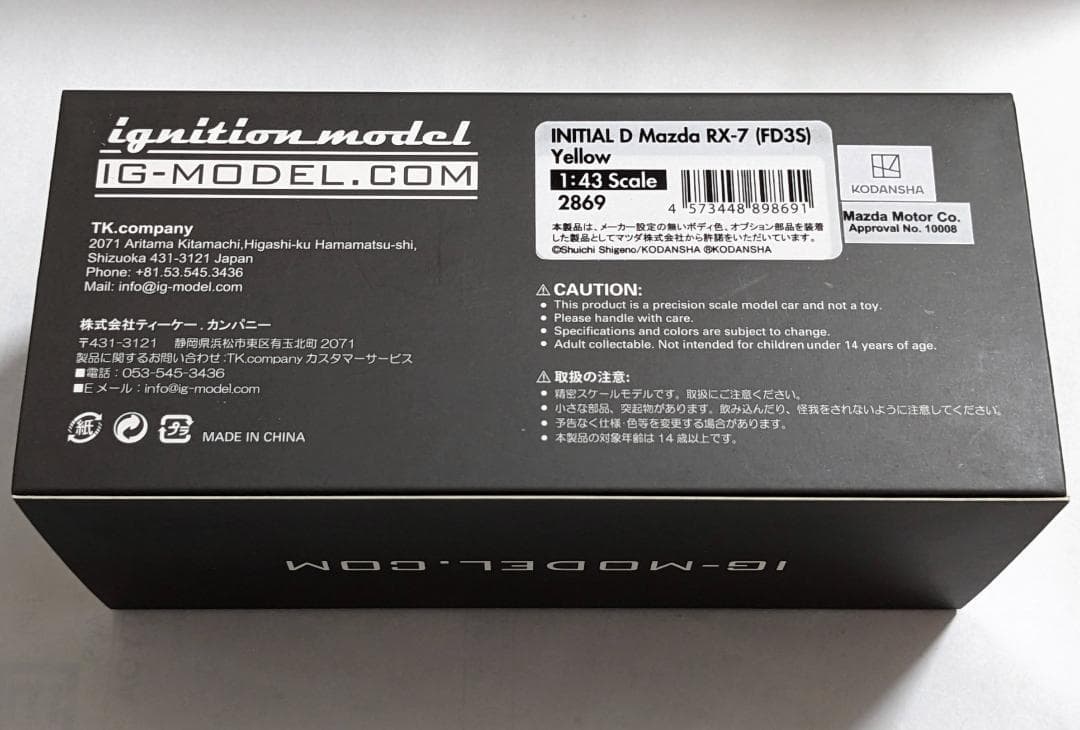 ignition model
IG-MODEL.COM
TK.company
2071 Aritama Kitamachi,Higashi-ku Hamamatsu-shi,
Shizuoka 431-3121 Japan
Phone: +81.53.545.3436
Mail: info@ig-model.com
株式会社ティーケー.カンパニー
〒431-3121 静岡県浜松市東区有玉北町 2071
製品に関するお問い合わせ:TK.company カスタマーサービス
■電話:053-545-3436
■E メール:info@ig-model.com
紙
プラ
MADE IN CHINA
INITIAL D Mazda RX-7 (FD3S)
Yellow
1:43 Scale
2869
4 573448 898691
本製品は、メーカー設定の無いボディ色、オプション部品を装着
した製品としてマツダ株式会社から許諾をいただいています。
©Shuichi Shigeno/KODANSHA ®KODANSHA
KODANSHA
Mazda Motor Co.
Approval No. 10008
⚠CAUTION:
• This product is a precision scale model car and not a toy.
• Please handle with care.
• Specifications and colors are subject to change.
• Adult collectable. Not intended for children under 14 years of age.
⚠取扱の注意:
• 精密スケールモデルです。取扱にご注意ください。
• 小さな部品、突起物があります。飲み込んだり、怪我をされないように注意してください。
• 予告なく仕様・色等を変更する場合があります。
• 本製品の対象年齢は 14 歳以上です。
IG-MODEL.COM